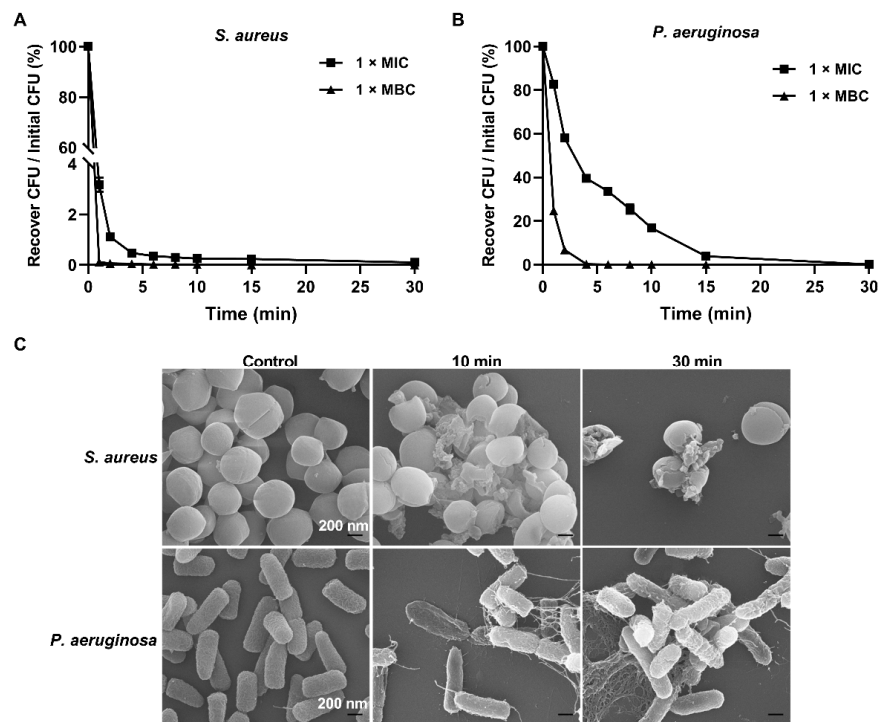 A
S. aureus
Recover CFU / Initial CFU (%)
100
80
60
4
2
0
1 × MIC
1 × MBC
0 5 10 15 20 25 30
Time (min)
B
P. aeruginosa
Recover CFU / Initial CFU (%)
100
80
60
40
20
0
1 × MIC
1 × MBC
0 5 10 15 20 25 30
Time (min)
C
Control 10 min 30 min
S. aureus
200 nm
P. aeruginosa
200 nm